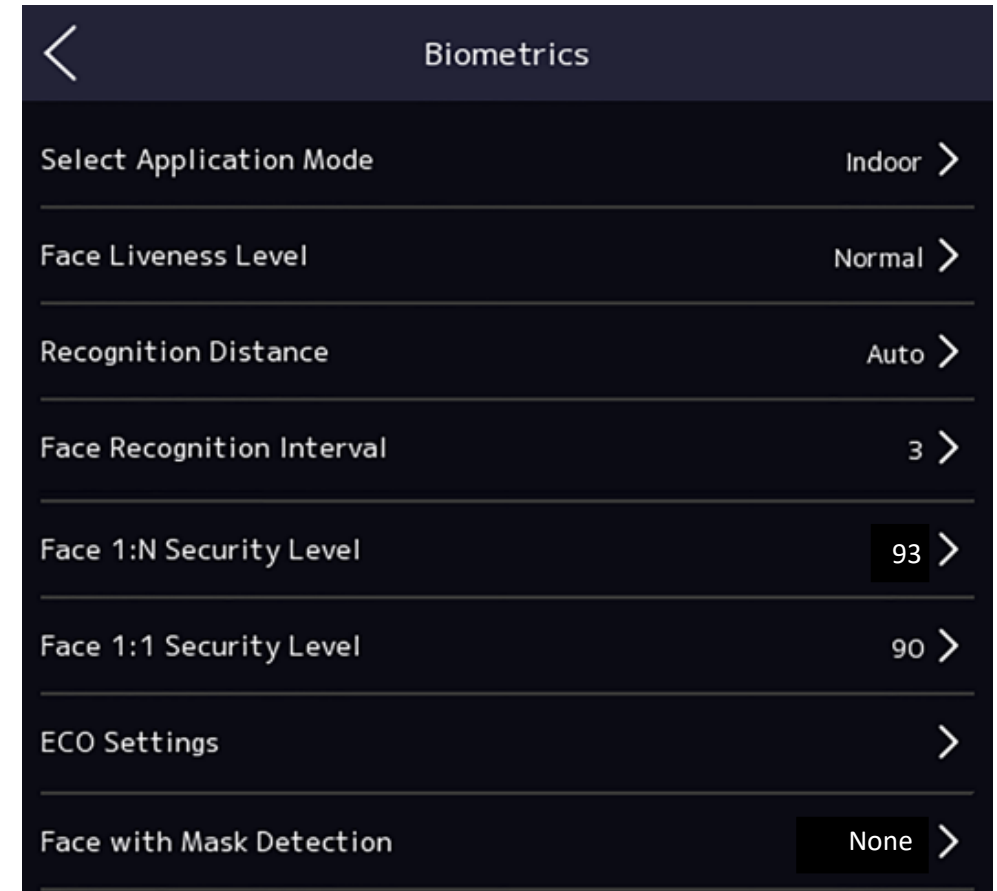 Biometrics
Select Application Mode Indoor
Face Liveness Level Normal
Recognition Distance Auto
Face Recognition Interval 3
Face 1:N Security Level 93
Face 1:1 Security Level 90
ECO Settings
Face with Mask Detection None